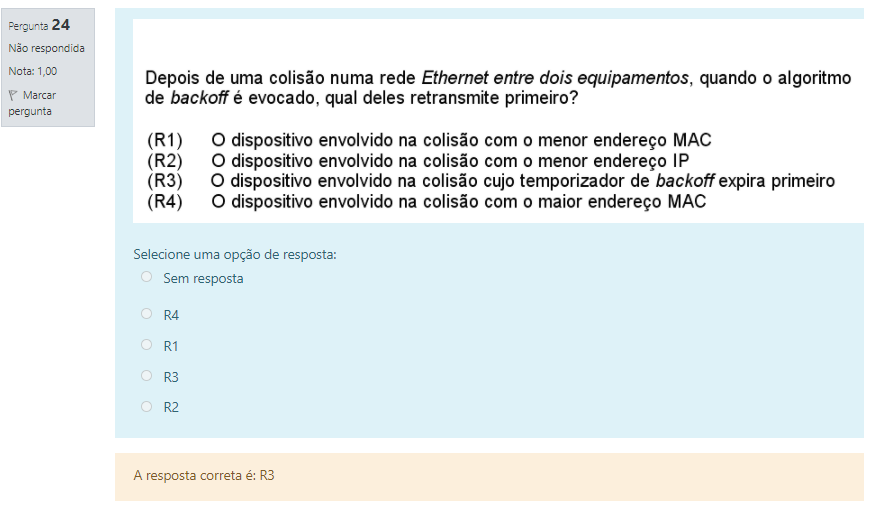 Pergunta 24
Não respondida
Nota: 1,00
Marcar
pergunta
Depois de uma colisão numa rede Ethernet entre dois equipamentos, quando o algoritmo
de backoff é evocado, qual deles retransmite primeiro?
(R1) O dispositivo envolvido na colisão com o menor endereço MAC
(R2) O dispositivo envolvido na colisão com o menor endereço IP
(R3) O dispositivo envolvido na colisão cujo temporizador de backoff expira primeiro
(R4) O dispositivo envolvido na colisão com o maior endereço MAC
Selecione uma opção de resposta:
Sem resposta
R4
R1
R3
R2
A resposta correta é: R3